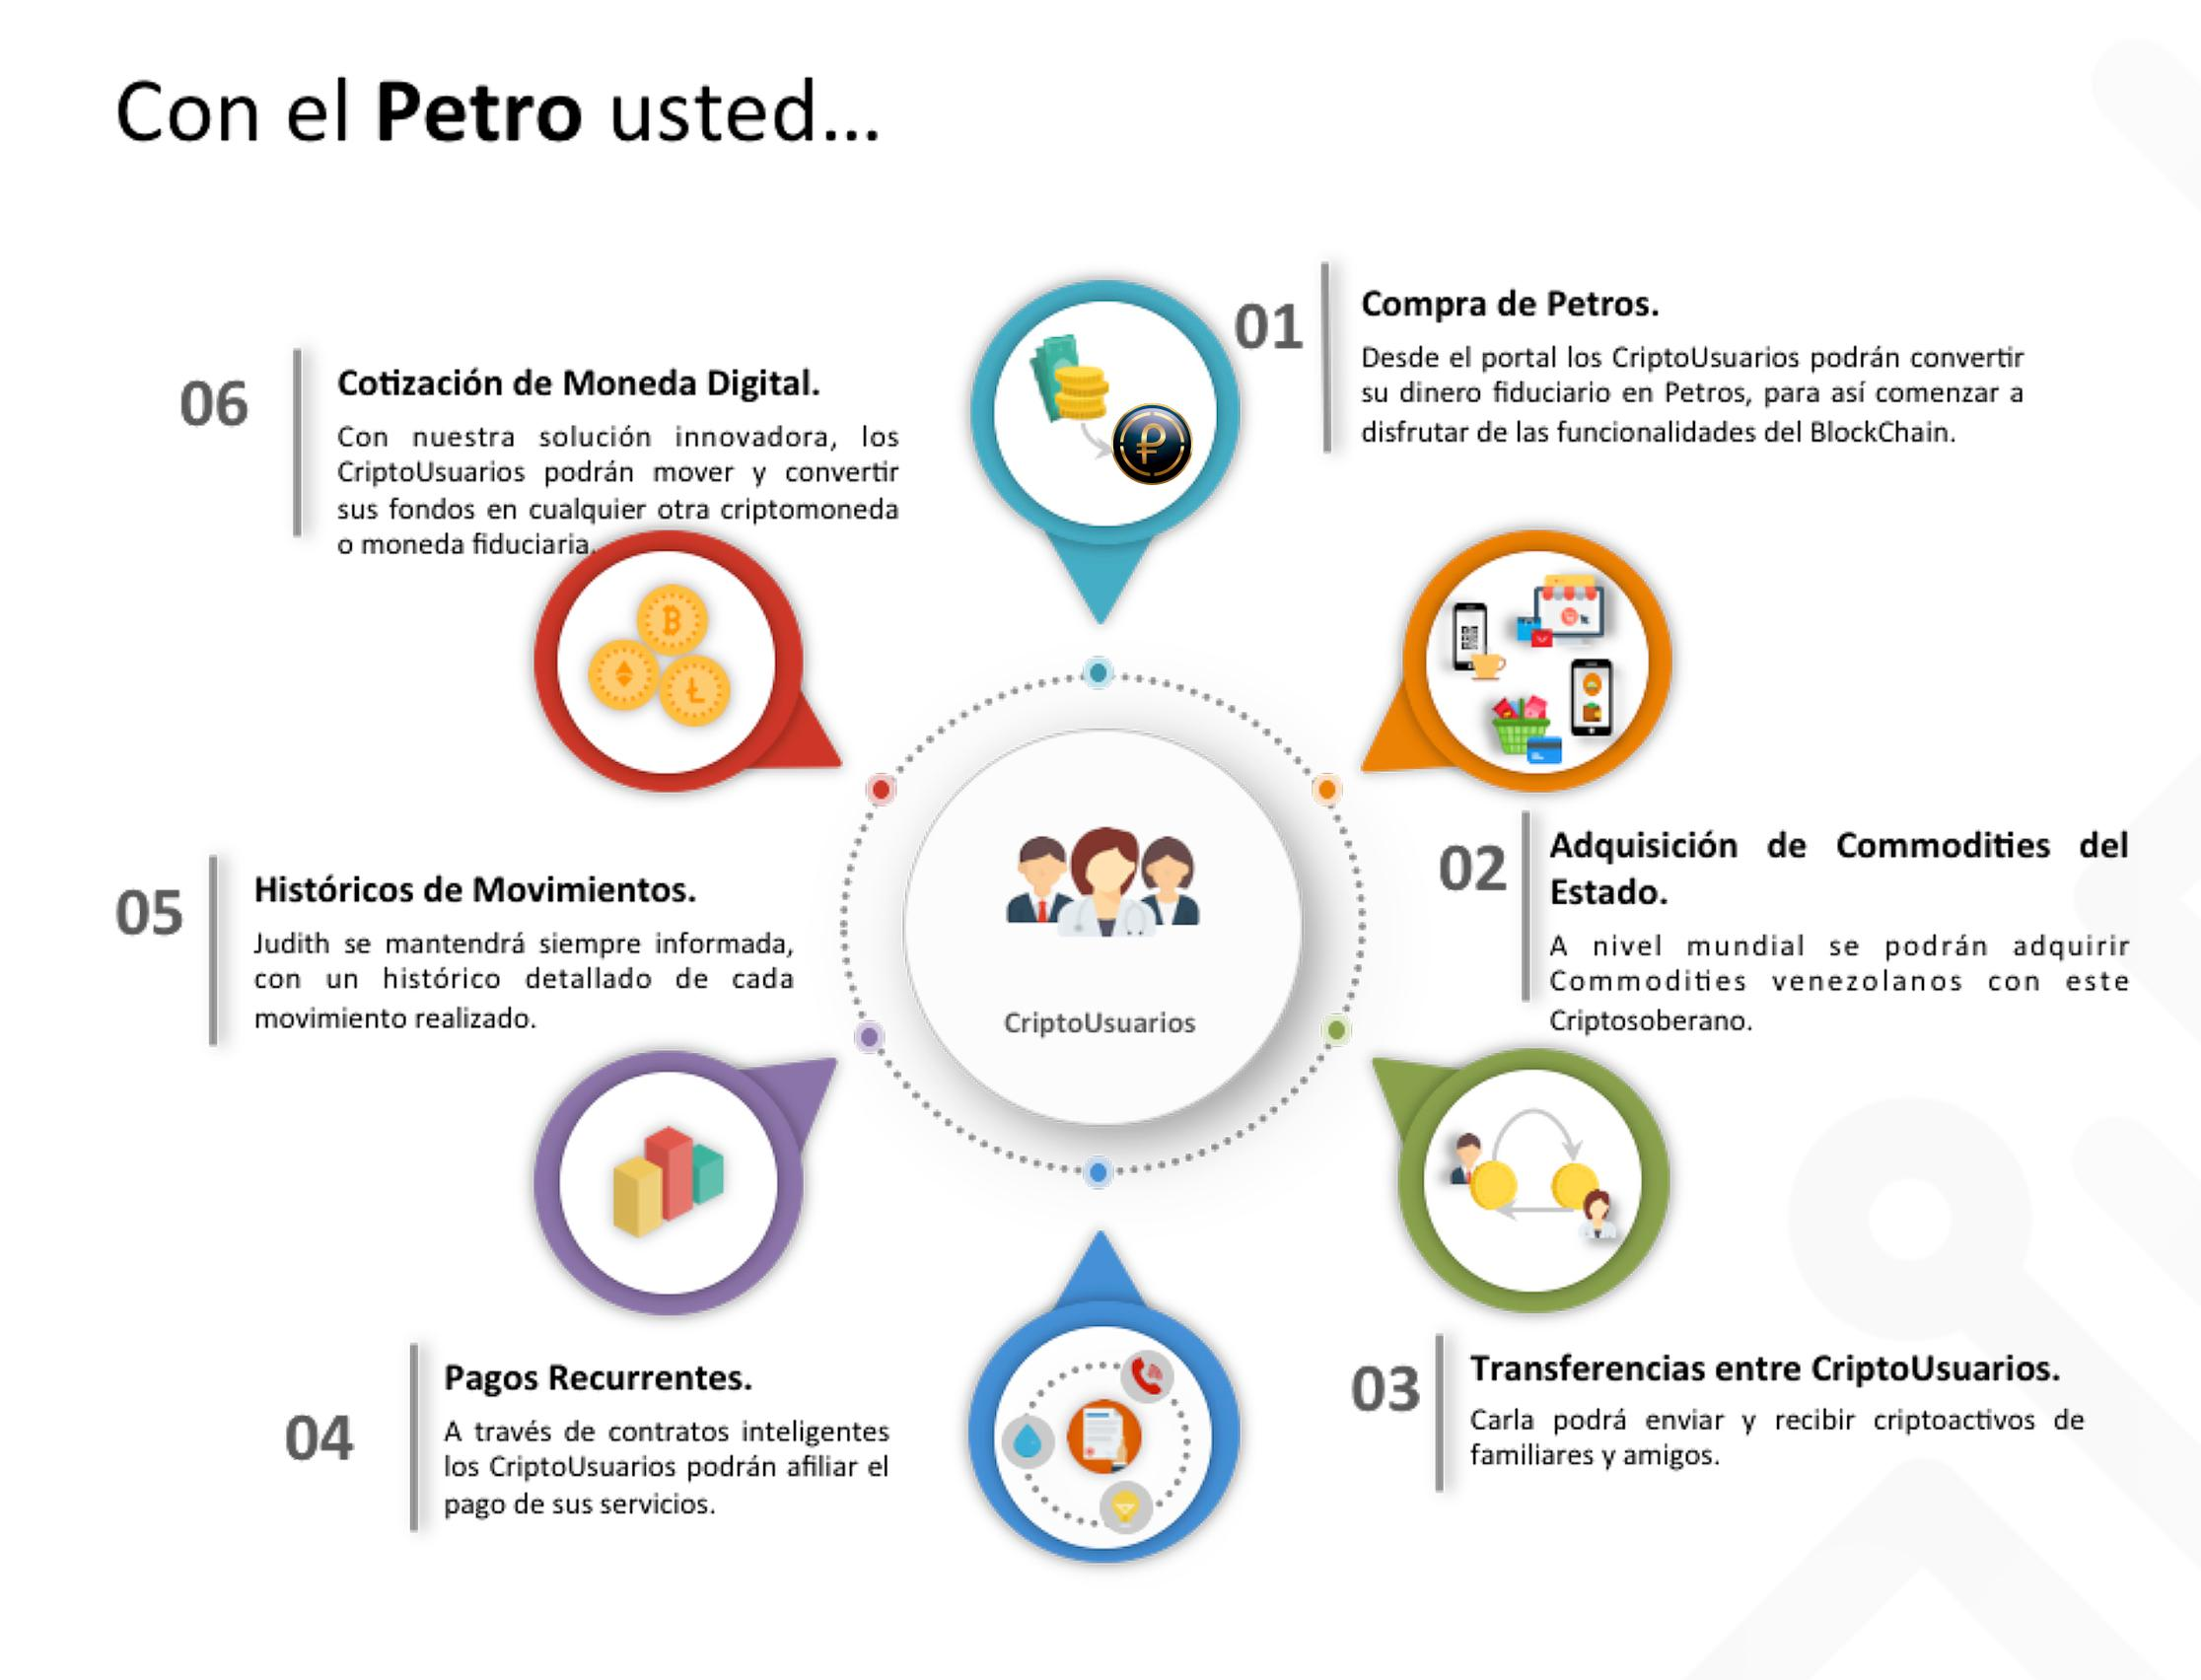 Con el Petro usted...
01
Compra de Petros.
Desde el portal los CriptoUsuarios podrán convertir
su dinero fiduciario en Petros, para así comenzar a
disfrutar de las funcionalidades del BlockChain.
02
Adquisición de Commodities del
Estado.
A nivel mundial se podrán adquirir
Commodities venezolanos con este
Criptosoberano.
03
Transferencias entre CriptoUsuarios.
Carla podrá enviar y recibir criptoactivos de
familiares y amigos.
04
Pagos Recurrentes.
A través de contratos inteligentes
los CriptoUsuarios podrán afiliar el
pago de sus servicios.
05
Históricos de Movimientos.
Judith se mantendrá siempre informada,
con un histórico detallado de cada
movimiento realizado.
06
Cotización de Moneda Digital.
Con nuestra solución innovadora, los
CriptoUsuarios podrán mover y convertir
sus fondos en cualquier otra criptomoneda
o moneda fiduciaria.
CriptoUsuarios